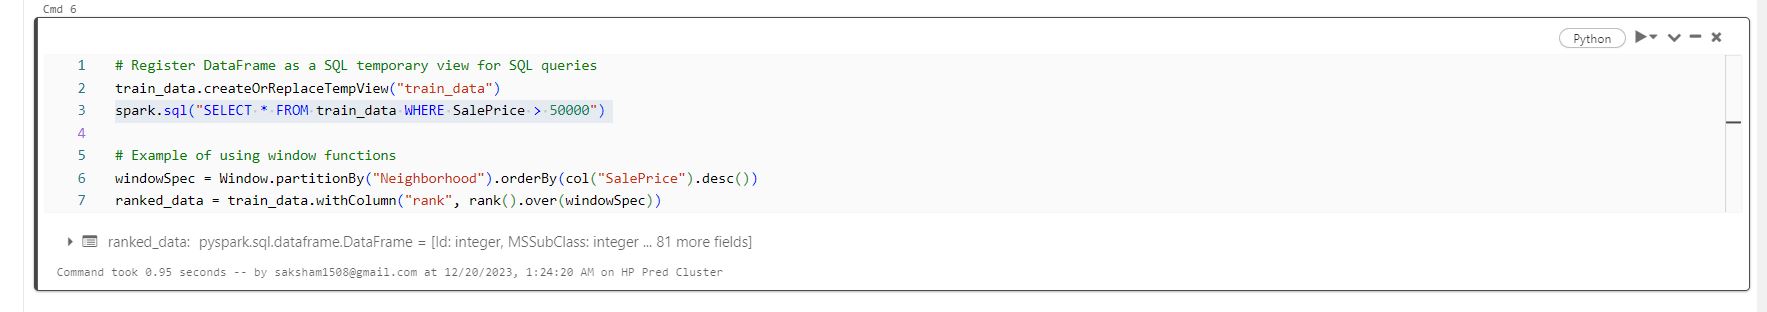 Cmd 6
Python
1 # Register DataFrame as a SQL temporary view for SQL queries
2 train_data.createOrReplaceTempView("train_data")
3 spark.sql("SELECT * FROM train_data WHERE SalePrice > 50000")
4
5 # Example of using window functions
6 windowSpec = Window.partitionBy("Neighborhood").orderBy(col("SalePrice").desc())
7 ranked_data = train_data.withColumn("rank", rank().over(windowSpec))
ranked_data: pyspark.sql.dataframe.DataFrame = [Id: integer, MSSubClass: integer ... 81 more fields]
Command took 0.95 seconds -- by saksham1508@gmail.com at 12/20/2023, 1:24:20 AM on HP Pred Cluster